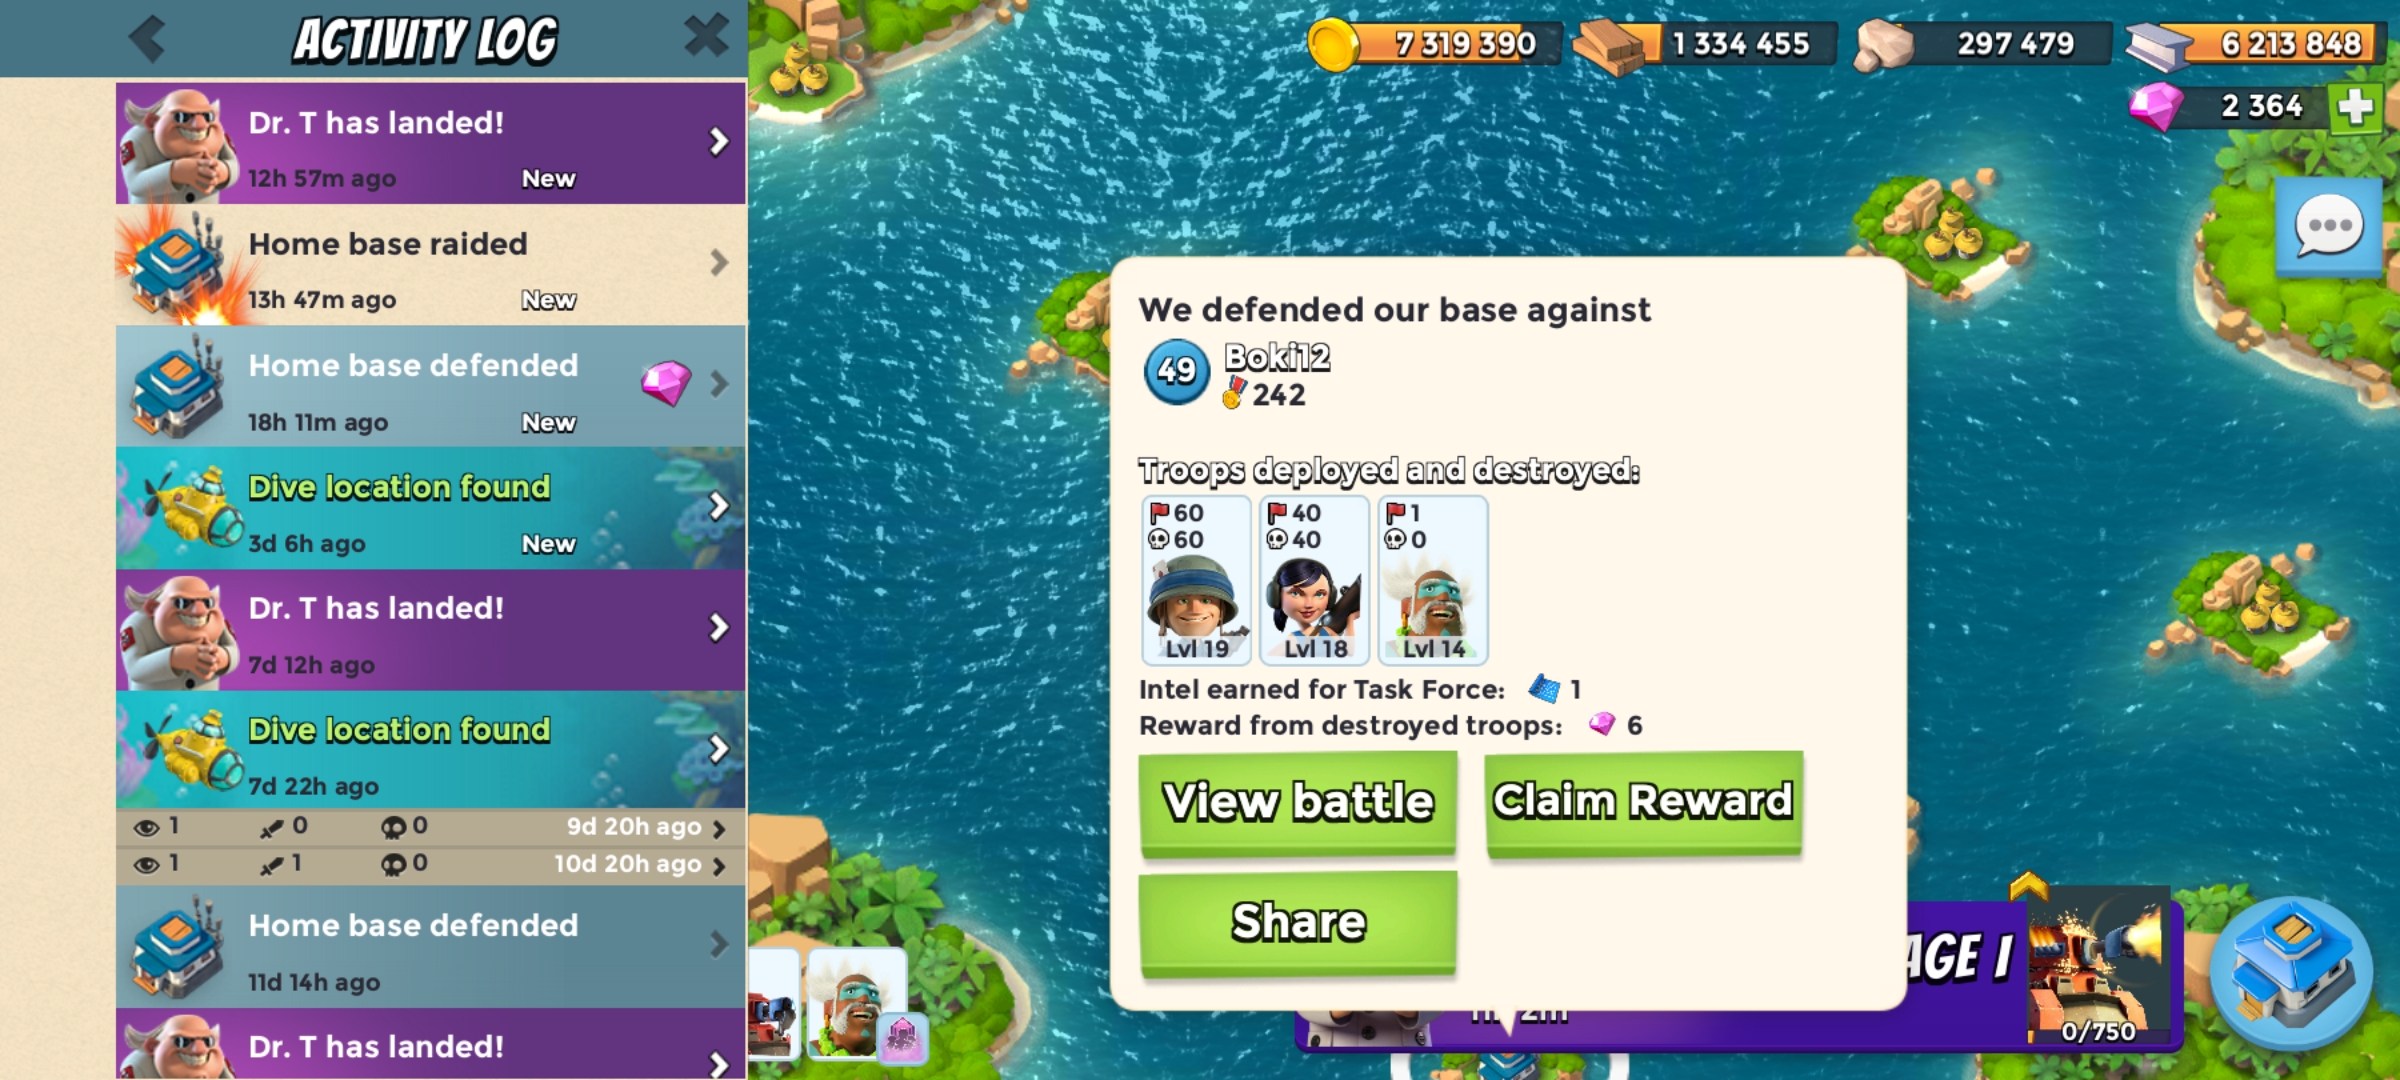 ACTIVITY LOG
Dr. T has landed!
12h 57m ago
New
Home base raided
13h 47m ago
New
Home base defended
18h 11m ago
New
Dive location found
3d 6h ago
New
Dr. T has landed!
7d 12h ago
Dive location found
7d 22h ago
1 0 0 9d 20h ago
1 1 0 10d 20h ago
Home base defended
11d 14h ago
Dr. T has landed!
7 319 390
1 334 455
297 479
6 213 848
2 364
We defended our base against
49
Boki12
242
Troops deployed and destroyed:
60 40 1
60 40 0
Lvl 19 Lvl 18 Lvl 14
Intel earned for Task Force: 1
Reward from destroyed troops: 6
View battle
Claim Reward
Share
AGE 1
0/750